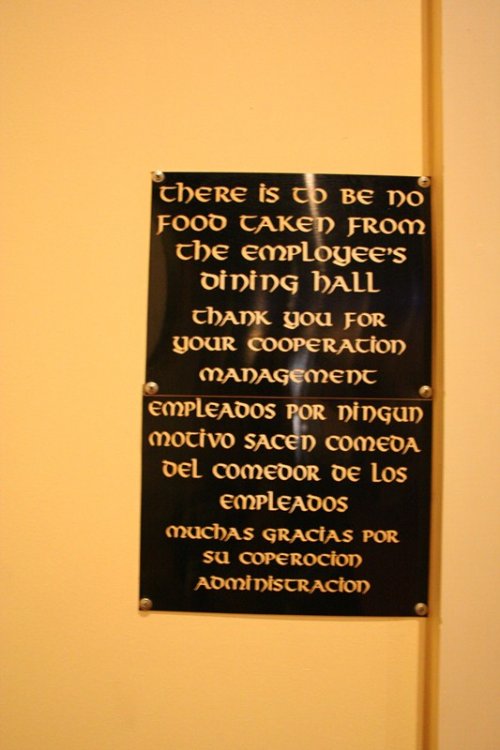 There is to be no
food taken from
the employee's
dining hall
Thank you for
your cooperation
management
Empleados por ningun
motivo sacen comeda
del comedor de los
empleados
Muchas gracias por
su coperocion
administracion